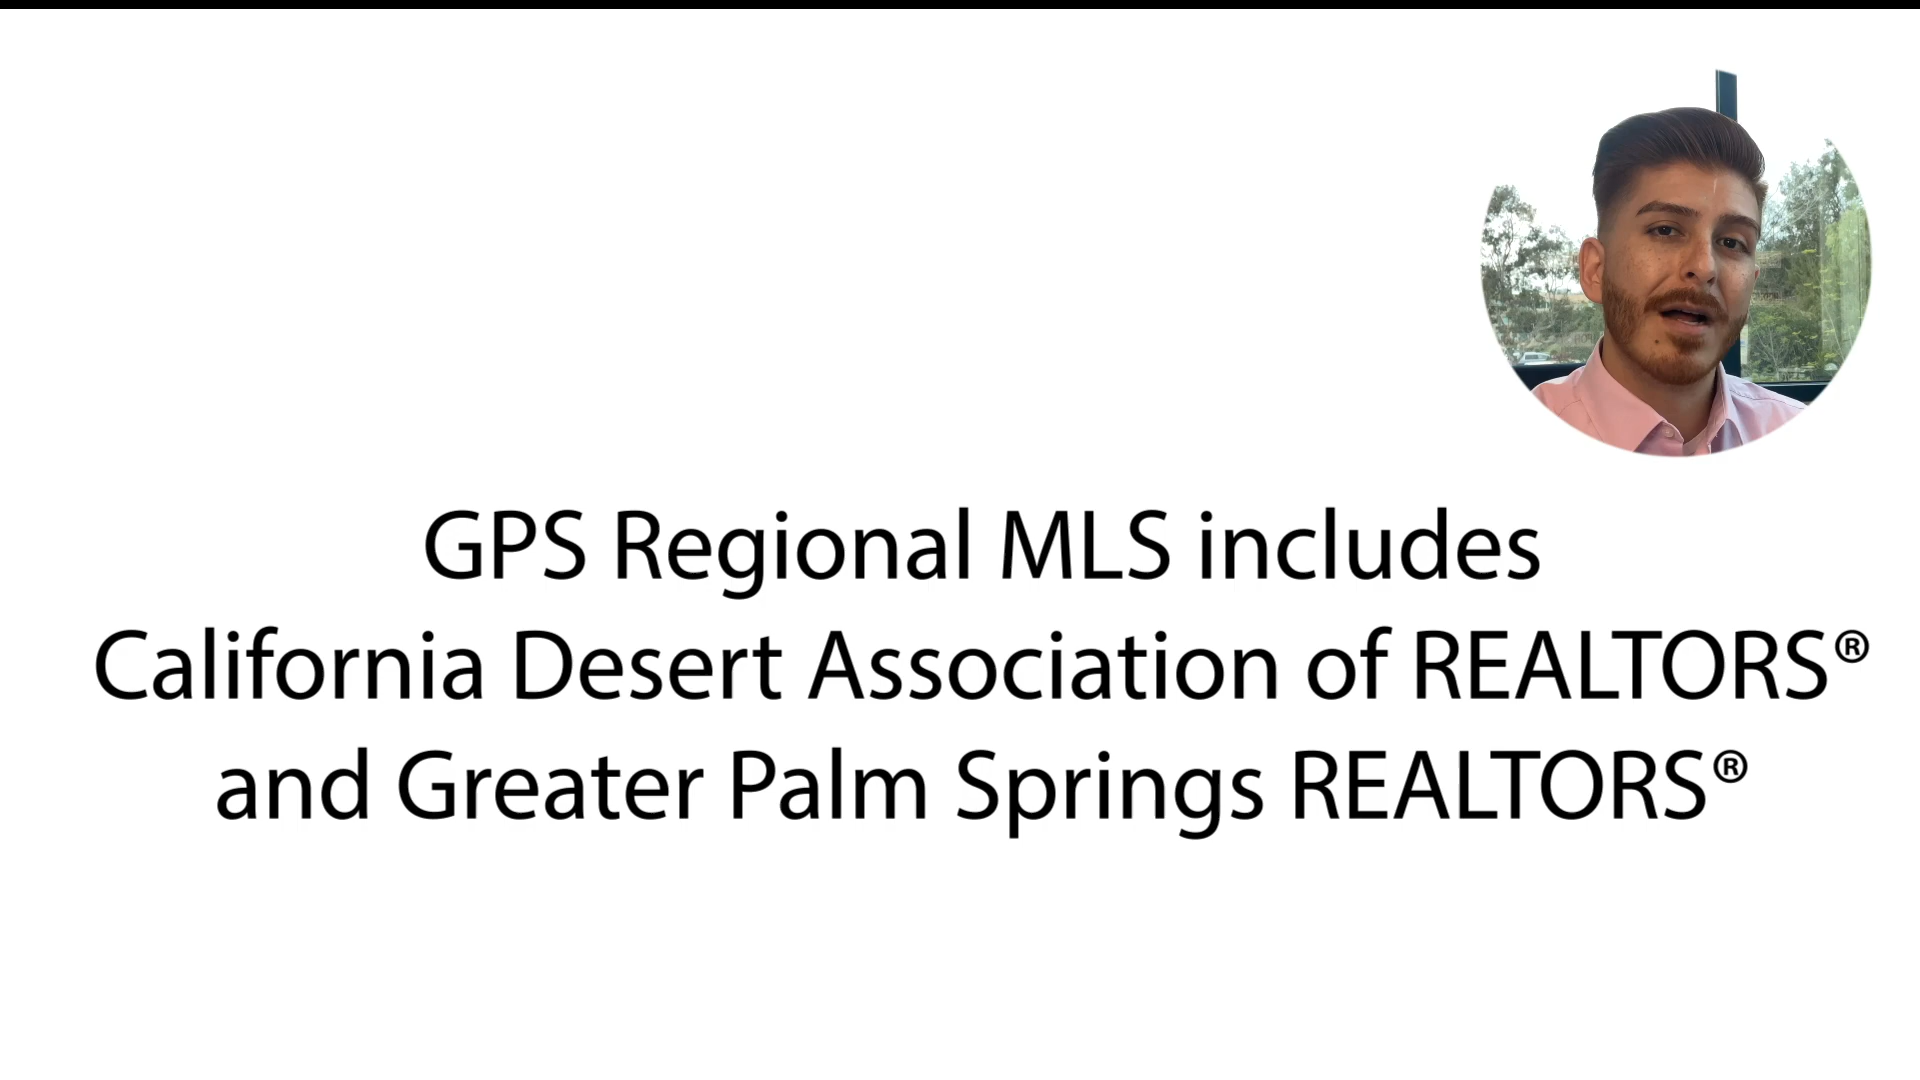 GPS Regional MLS includes
California Desert Association of REALTORS®
and Greater Palm Springs REALTORS®